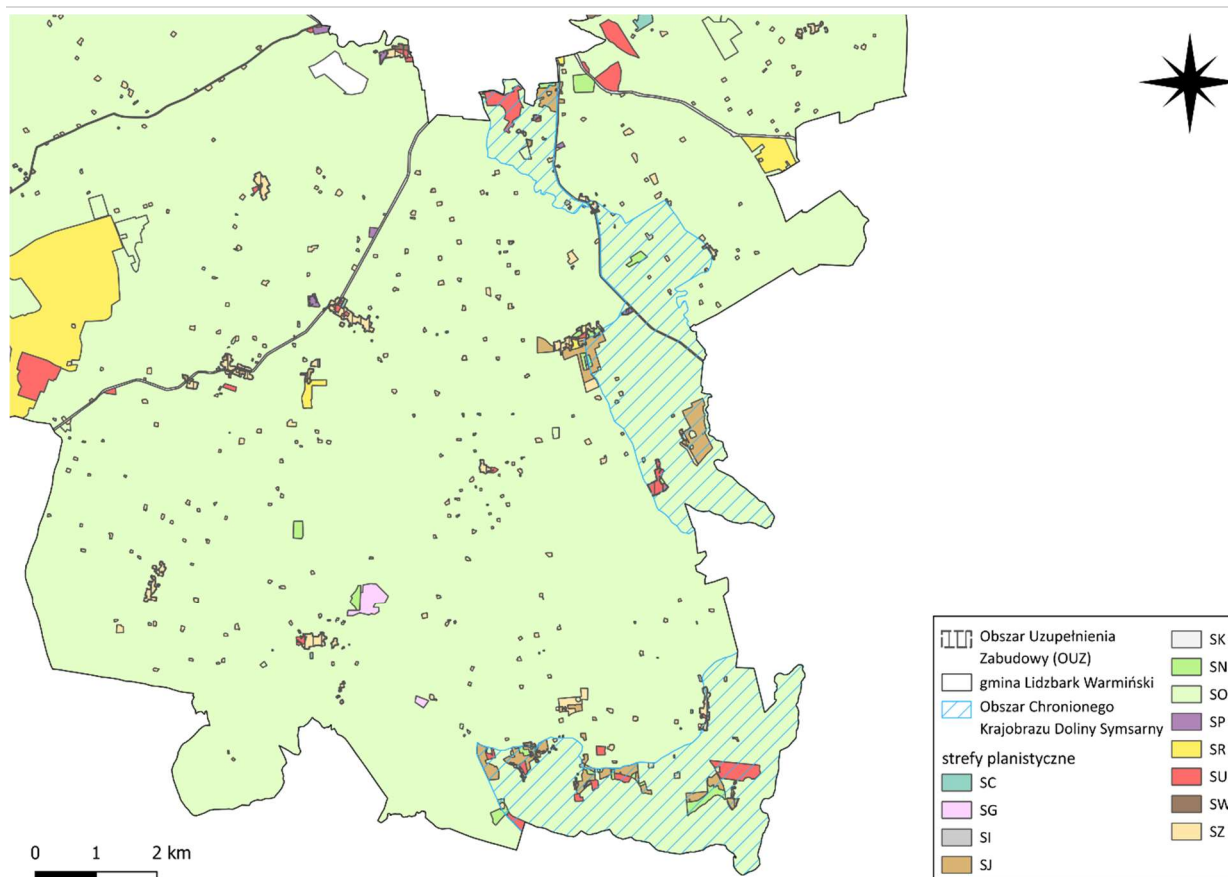 Obszar Uzupełnienia
Zabudowy (OUZ)
gmina Lidzbark Warmiński
Obszar Chronionego
Krajobrazu Doliny Symsarny
strefy planistyczne
SC
SG
SI
SJ
SK
SN
SO
SP
SR
SU
SW
SZ
0 1 2 km